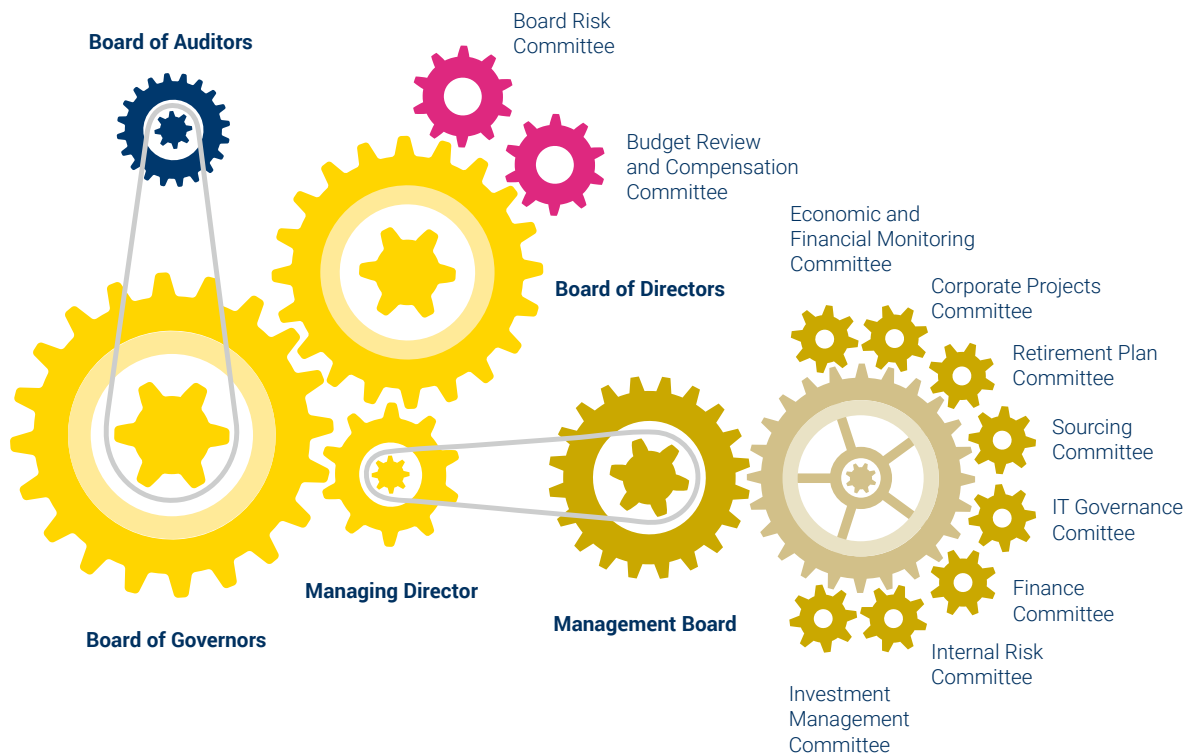 Board of Auditors
Board Risk
Committee
Budget Review
and Compensation
Committee
Economic and
Financial Monitoring
Committee
Board of Directors
Corporate Projects
Committee
Retirement Plan
Committee
Sourcing
Committee
IT Governance
Comittee
Finance
Committee
Managing Director
Management Board
Board of Governors
Internal Risk
Committee
Investment
Management
Committee